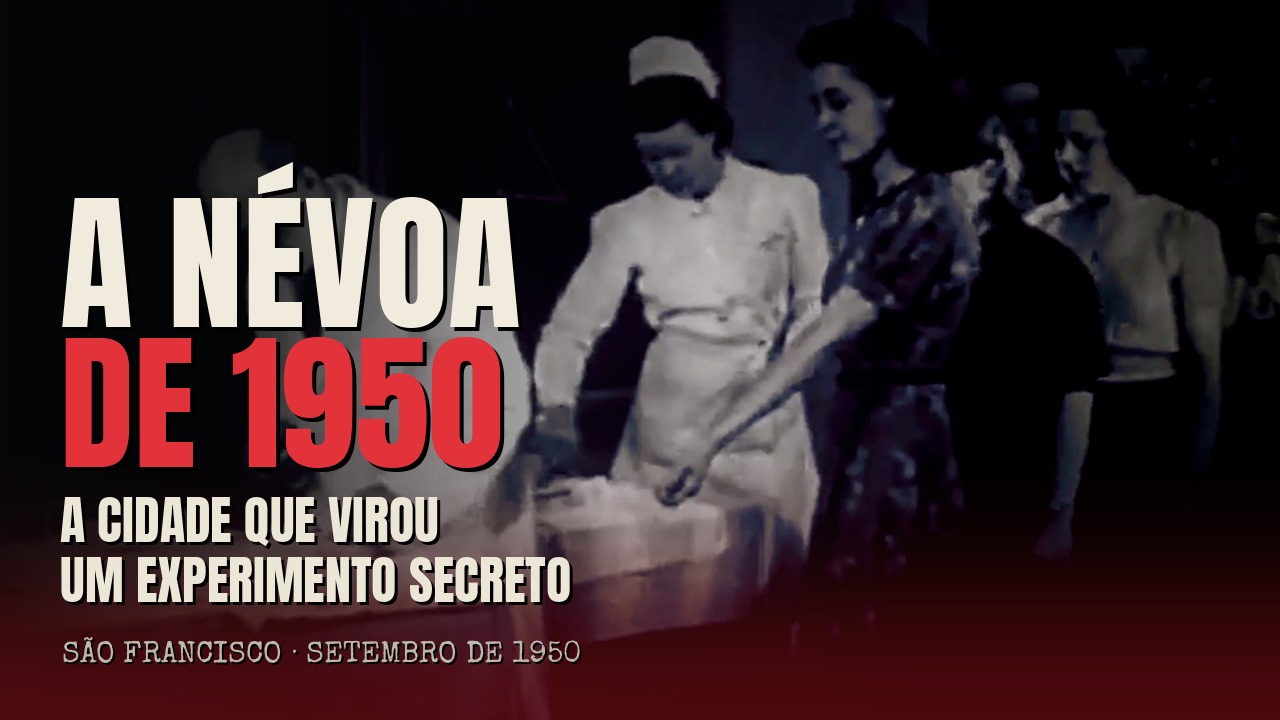 A NÉVOA
DE 1950
A CIDADE QUE VIROU
UM EXPERIMENTO SECRETO
SÃO FRANCISCO · SETEMBRO DE 1950